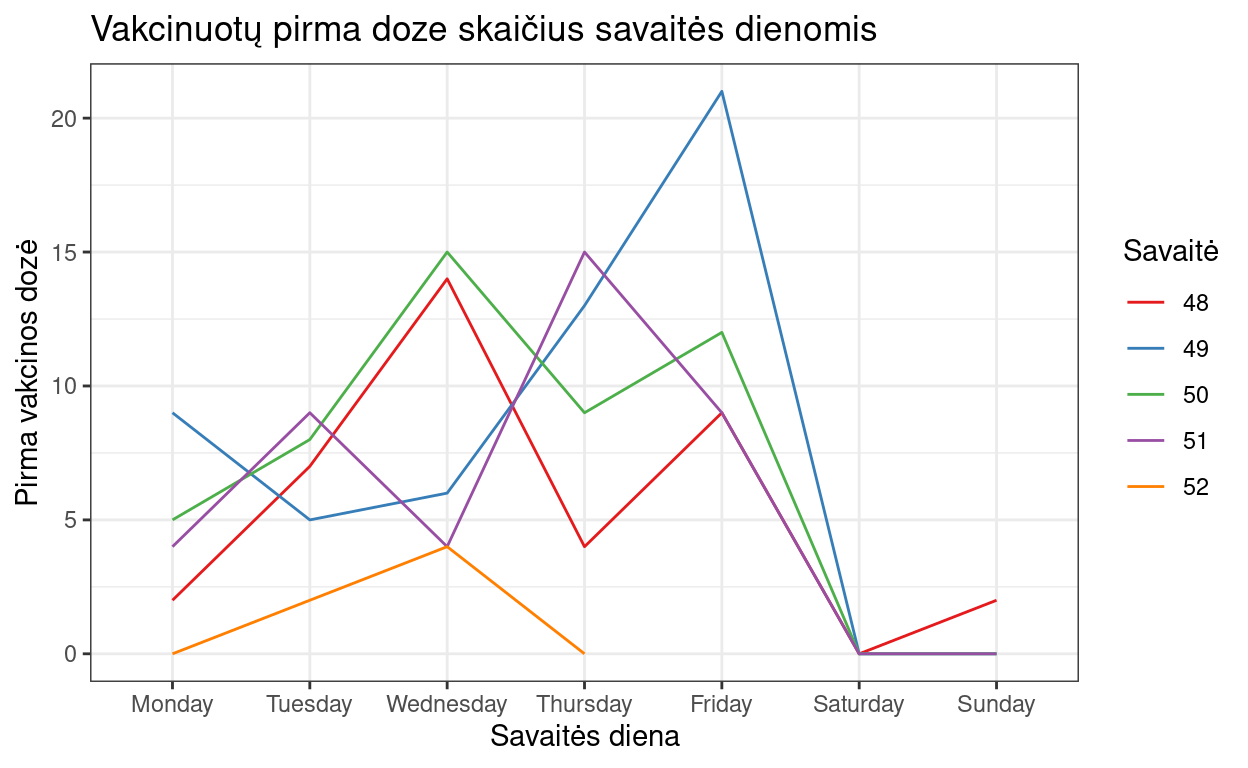 Vakcinuotų pirma doze skaičius savaitės dienomis
Pirma vakcinos dozė
20
15
10
5
0
Monday Tuesday Wednesday Thursday Friday Saturday Sunday
Savaitės diena
Savaitė
48
49
50
51
52